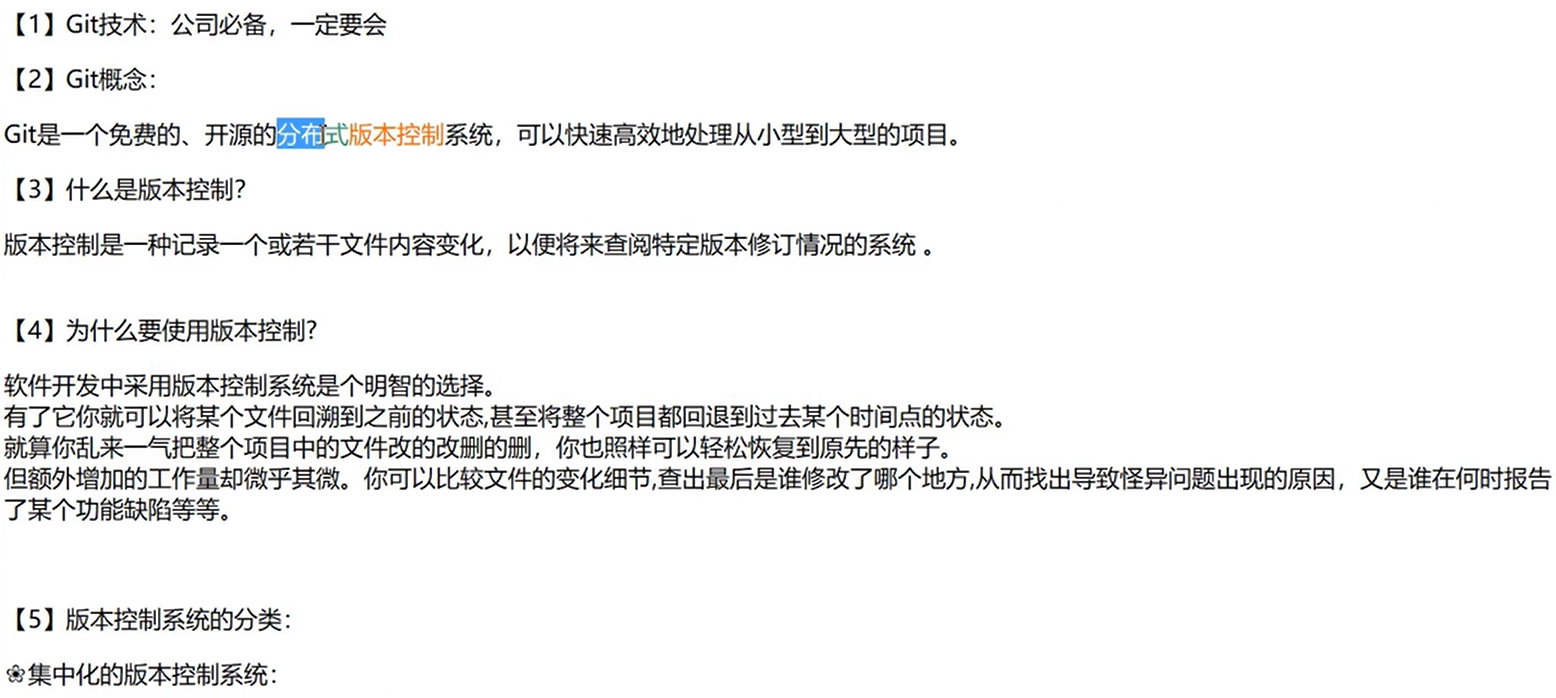 【1】Git技术：公司必备，一定要会
【2】Git概念：
Git是一个免费的、开源的分布式版本控制系统，可以快速高效地处理从小型到大型的项目。
【3】什么是版本控制？
版本控制是一种记录一个或若干文件内容变化，以便将来查阅特定版本修订情况的系统 。
【4】为什么要使用版本控制？
软件开发中采用版本控制系统是个明智的选择。
有了它你就可以将某个文件回溯到之前的状态,甚至将整个项目都回退到过去某个时间点的状态。
就算你乱来一气把整个项目中的文件改的改删的删，你也照样可以轻松恢复到原先的样子。
但额外增加的工作量却微乎其微。你可以比较文件的变化细节,查出最后是谁修改了哪个地方,从而找出导致怪异问题出现的原因，又是谁在何时报告
了某个功能缺陷等等。
【5】版本控制系统的分类：
❀集中化的版本控制系统：